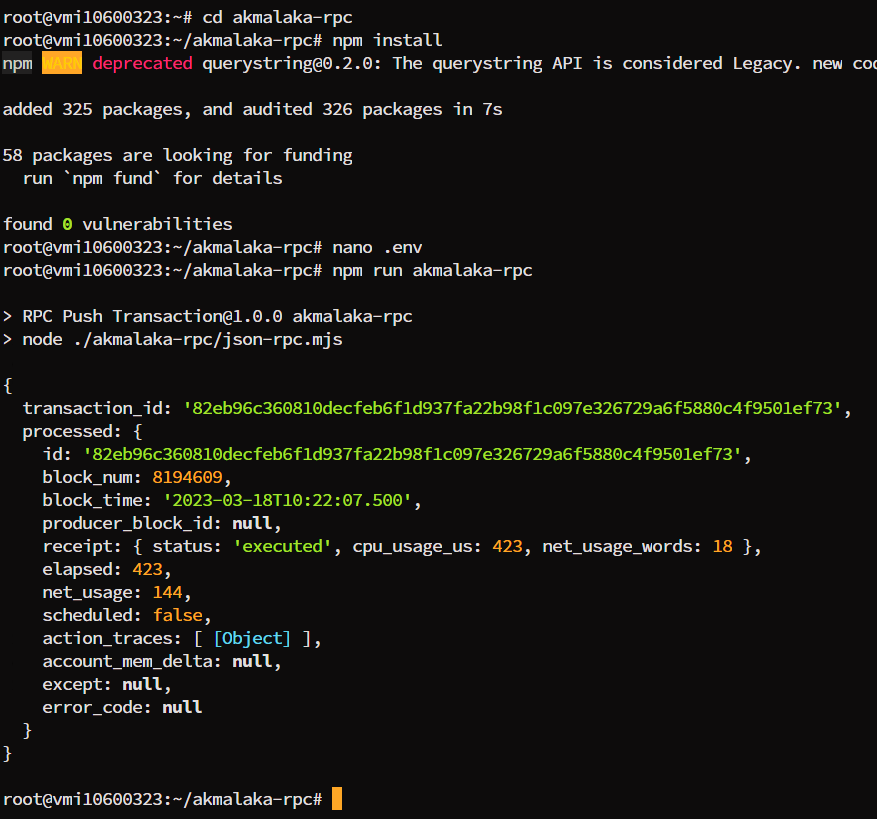 root@vmi10600323:~# cd akmalaka-rpc
root@vmi10600323:~/akmalaka-rpc# npm install
npm WARN deprecated querystring@0.2.0: The querystring API is considered Legacy. new cod
added 325 packages, and audited 326 packages in 7s
58 packages are looking for funding
  run `npm fund` for details
found 0 vulnerabilities
root@vmi10600323:~/akmalaka-rpc# nano .env
root@vmi10600323:~/akmalaka-rpc# npm run akmalaka-rpc
> RPC Push Transaction@1.0.0 akmalaka-rpc
> node ./akmalaka-rpc/json-rpc.mjs
{
  transaction_id: '82eb96c360810decfeb6f1d937fa22b98f1c097e326729a6f5880c4f9501ef73',
  processed: {
    id: '82eb96c360810decfeb6f1d937fa22b98f1c097e326729a6f5880c4f9501ef73',
    block_num: 8194609,
    block_time: '2023-03-18T10:22:07.500',
    producer_block_id: null,
    receipt: { status: 'executed', cpu_usage_us: 423, net_usage_words: 18 },
    elapsed: 423,
    net_usage: 144,
    scheduled: false,
    action_traces: [ [Object] ],
    account_mem_delta: null,
    except: null,
    error_code: null
  }
}
root@vmi10600323:~/akmalaka-rpc#